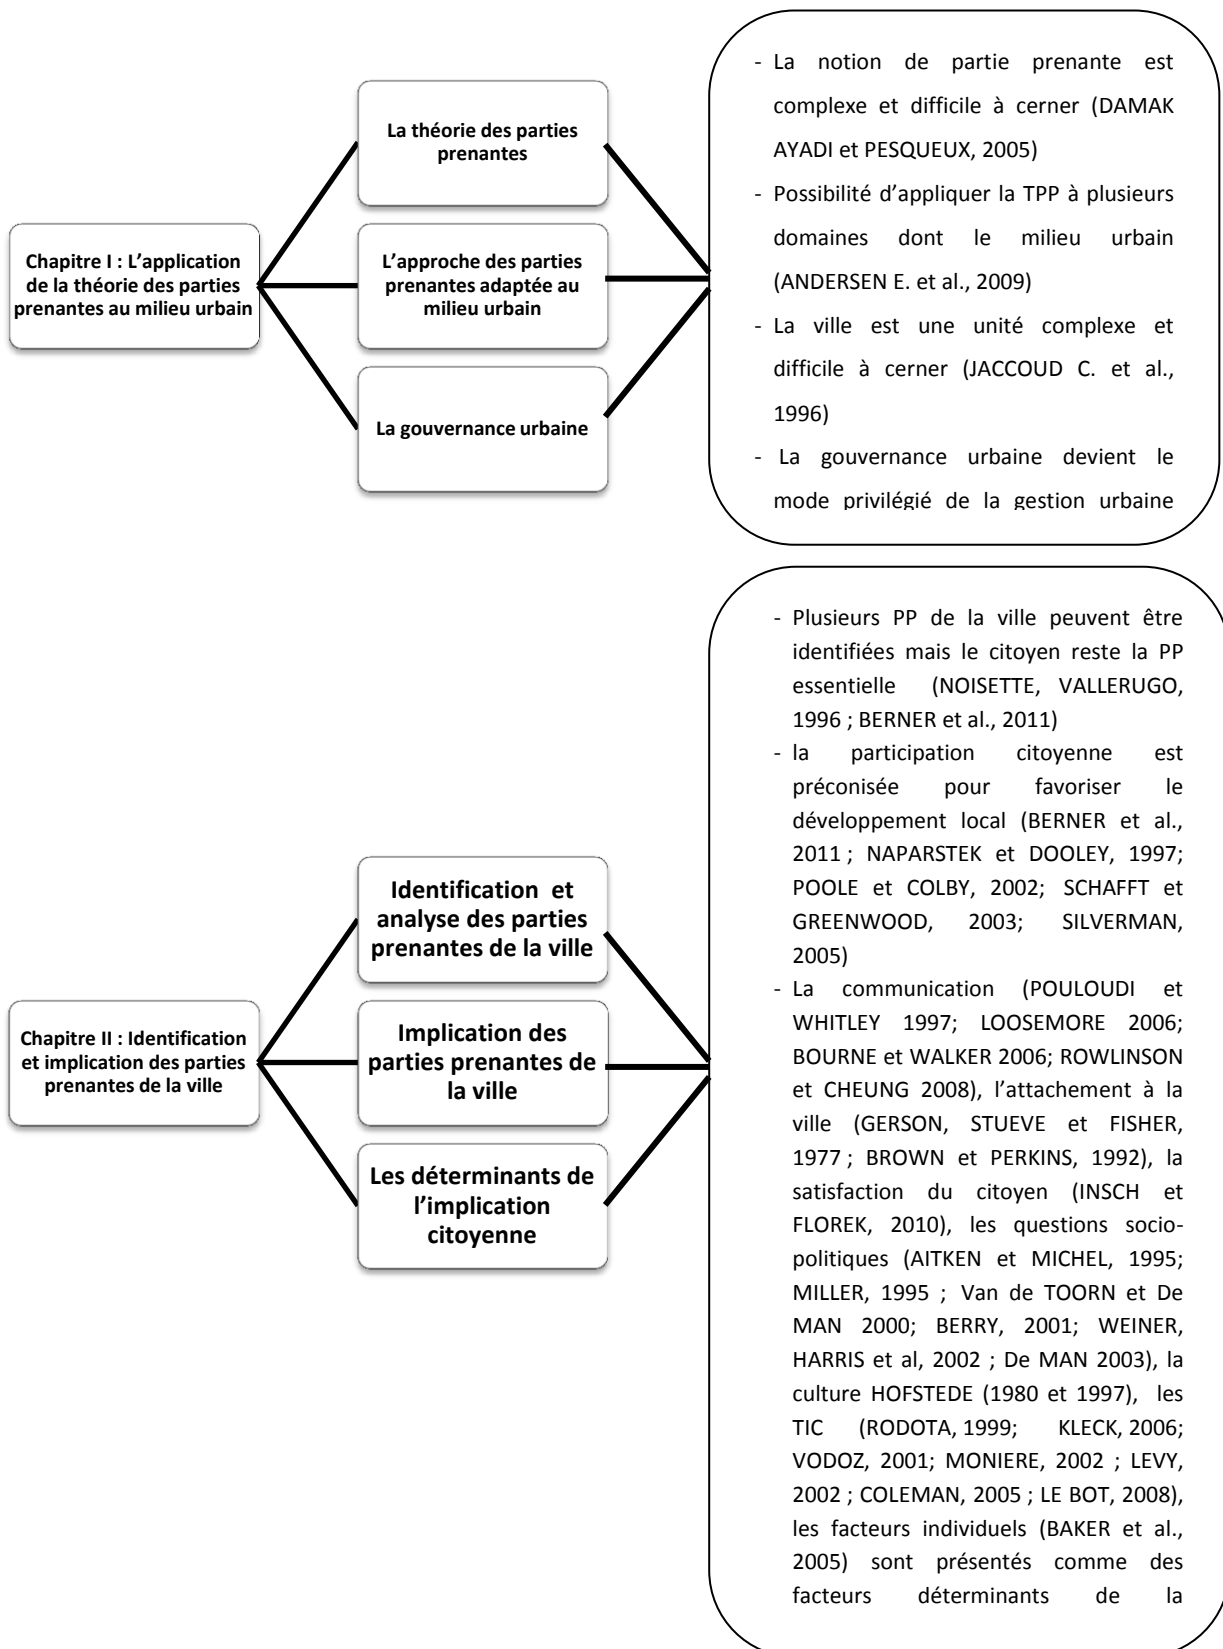 Chapitre I : L'application
de la théorie des parties
prenantes au milieu urbain
La théorie des parties
prenantes
L'approche des parties
prenantes adaptée au
milieu urbain
La gouvernance urbaine
- La notion de partie prenante est
complexe et difficile à cerner (DAMAK
AYADI et PESQUEUX, 2005)
- Possibilité d'appliquer la TPP à plusieurs
domaines dont le milieu urbain
(ANDERSEN E. et al., 2009)
- La ville est une unité complexe et
difficile à cerner (JACCOUD C. et al.,
1996)
- La gouvernance urbaine devient le
mode privilégié de la gestion urbaine
Chapitre II : Identification
et implication des parties
prenantes de la ville
Identification et
analyse des parties
prenantes de la ville
Implication des
parties prenantes de
la ville
Les déterminants de
l'implication
citoyenne
- Plusieurs PP de la ville peuvent être
identifiées mais le citoyen reste la PP
essentielle (NOISETTE, VALLERUGO,
1996 ; BERNER et al., 2011)
- la participation citoyenne est
préconisée pour favoriser le
développement local (BERNER et al.,
2011 ; NAPARSTEK et DOOLEY, 1997;
POOLE et COLBY, 2002; SCHAFFT et
GREENWOOD, 2003; SILVERMAN,
2005)
- La communication (POULOUDI et
WHITLEY 1997; LOOSEMORE 2006;
BOURNE et WALKER 2006; ROWLINSON
et CHEUNG 2008), l'attachement à la
ville (GERSON, STUEVE et FISHER,
1977 ; BROWN et PERKINS, 1992), la
satisfaction du citoyen (INSCH et
FLOREK, 2010), les questions socio-
politiques (AITKEN et MICHEL, 1995;
MILLER, 1995 ; Van de TOORN et De
MAN 2000; BERRY, 2001; WEINER,
HARRIS et al, 2002 ; De MAN 2003), la
culture HOFSTEDE (1980 et 1997), les
TIC (RODOTA, 1999; KLECK, 2006;
VODOZ, 2001; MONIERE, 2002 ; LEVY,
2002 ; COLEMAN, 2005 ; LE BOT, 2008),
les facteurs individuels (BAKER et al.,
2005) sont présentés comme des
facteurs déterminants de la